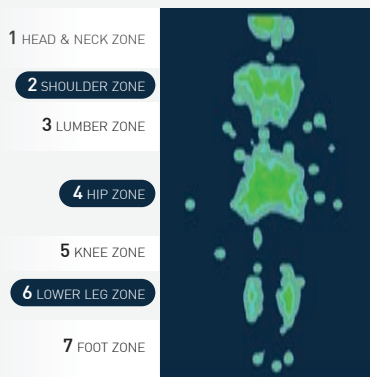 1 HEAD & NECK ZONE
2 SHOULDER ZONE
3 LUMBER ZONE
4 HIP ZONE
5 KNEE ZONE
6 LOWER LEG ZONE
7 FOOT ZONE